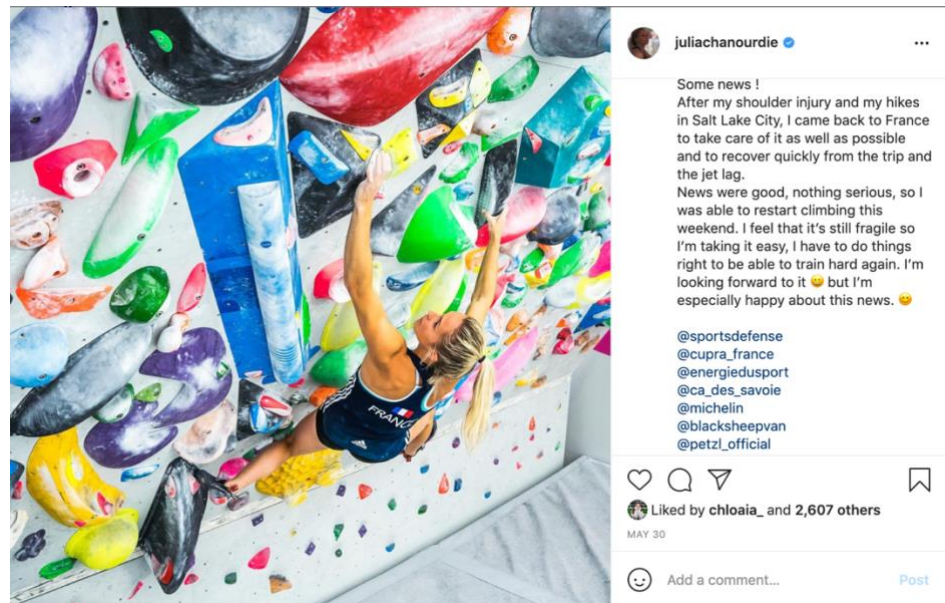 juliachanourdie
Some news !
After my shoulder injury and my hikes
in Salt Lake City, I came back to France
to take care of it as well as possible
and to recover quickly from the trip and
the jet lag.
News were good, nothing serious, so I
was able to restart climbing this
weekend. I feel that it's still fragile so
I'm taking it easy, I have to do things
right to be able to train hard again. I'm
looking forward to it 😄 but I'm
especially happy about this news. 😄
@sportsdefense
@cupra_france
@energiedusport
@ca_des_savoie
@michelin
@blacksheepvan
@petzl_official
Liked by chloaia_ and 2,607 others
MAY 30
Add a comment...
Post
FRANCE